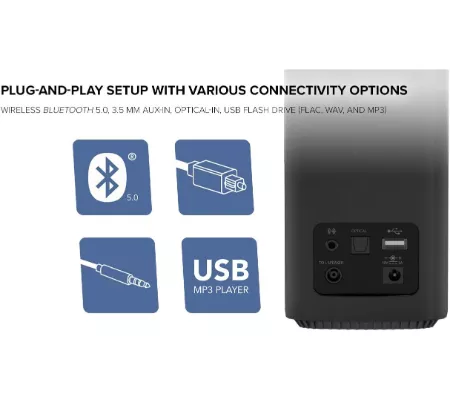 PLUG-AND-PLAY SETUP WITH VARIOUS CONNECTIVITY OPTIONS
WIRELESS BLUETOOTH 5.0, 3.5 MM AUX-IN, OPTICAL-IN, USB FLASH DRIVE (FLAC, WAV, AND MP3)
®
5.0
USB
MP3 PLAYER
OPTICAL